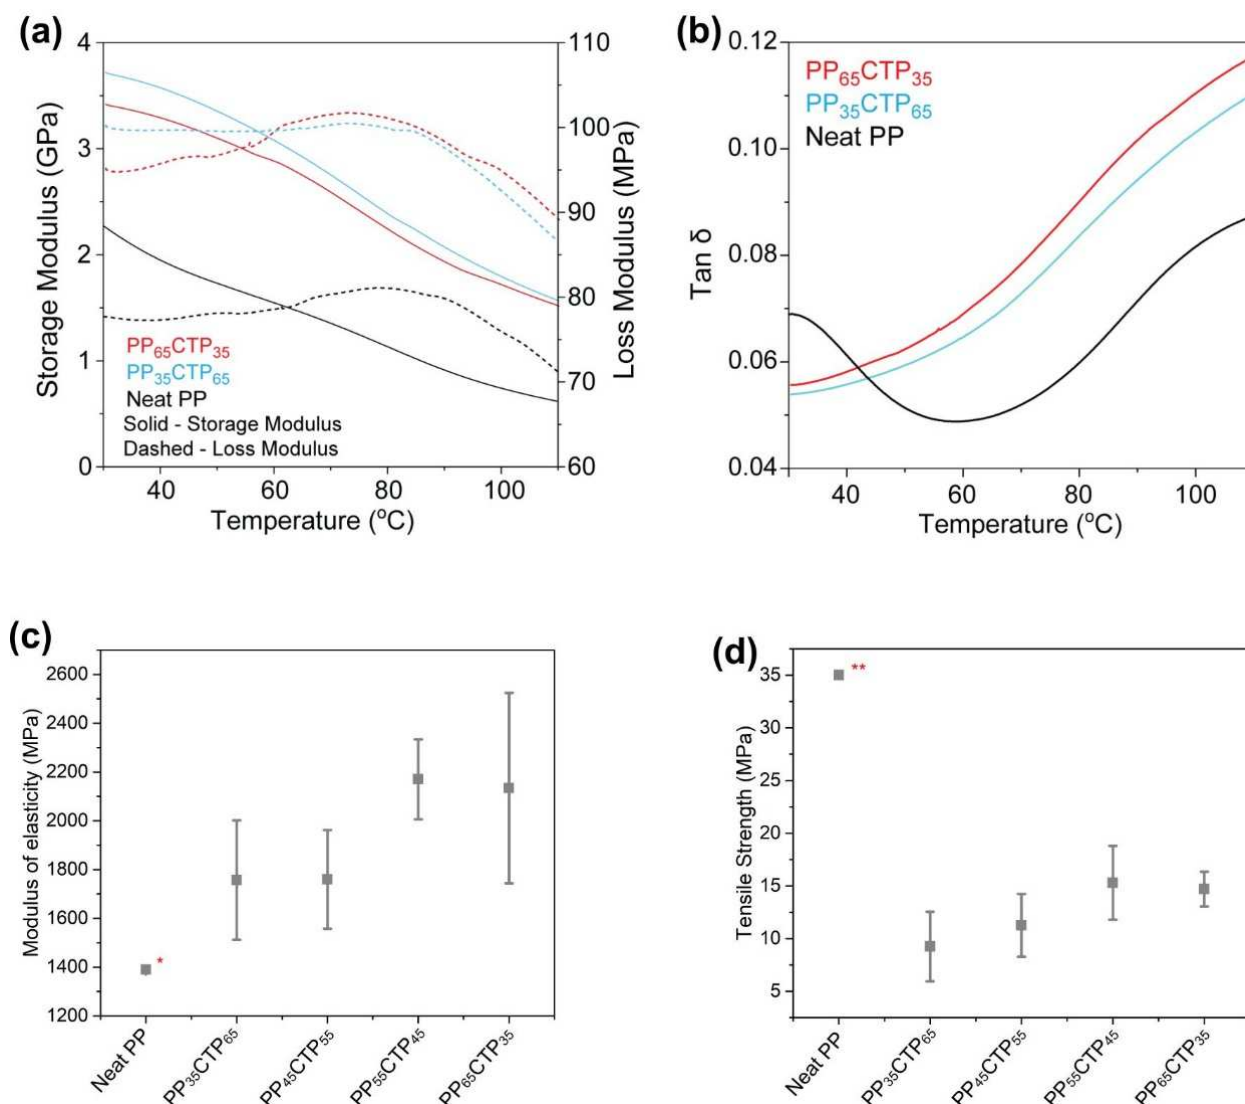 (a)
4
3
2
1
0
Storage Modulus (GPa)
110
100
90
80
70
60
Loss Modulus (MPa)
PP₆₅CTP₃₅
PP₃₅CTP₆₅
Neat PP
Solid - Storage Modulus
Dashed - Loss Modulus
40 60 80 100
Temperature (°C)
(b)
0.12
0.10
0.08
0.06
0.04
Tan δ
PP₆₅CTP₃₅
PP₃₅CTP₆₅
Neat PP
40 60 80 100
Temperature (°C)
(c)
2600
2400
2200
2000
1800
1600
1400
1200
Modulus of elasticity (MPa)
*
Neat PP
PP³⁵CTP⁶⁵
PP⁴⁵CTP⁵⁵
PP⁵⁵CTP⁴⁵
PP⁶⁵CTP³⁵
(d)
35
30
25
20
15
10
5
Tensile Strength (MPa)
**
Neat PP
PP³⁵CTP⁶⁵
PP⁴⁵CTP⁵⁵
PP⁵⁵CTP⁴⁵
PP⁶⁵CTP³⁵